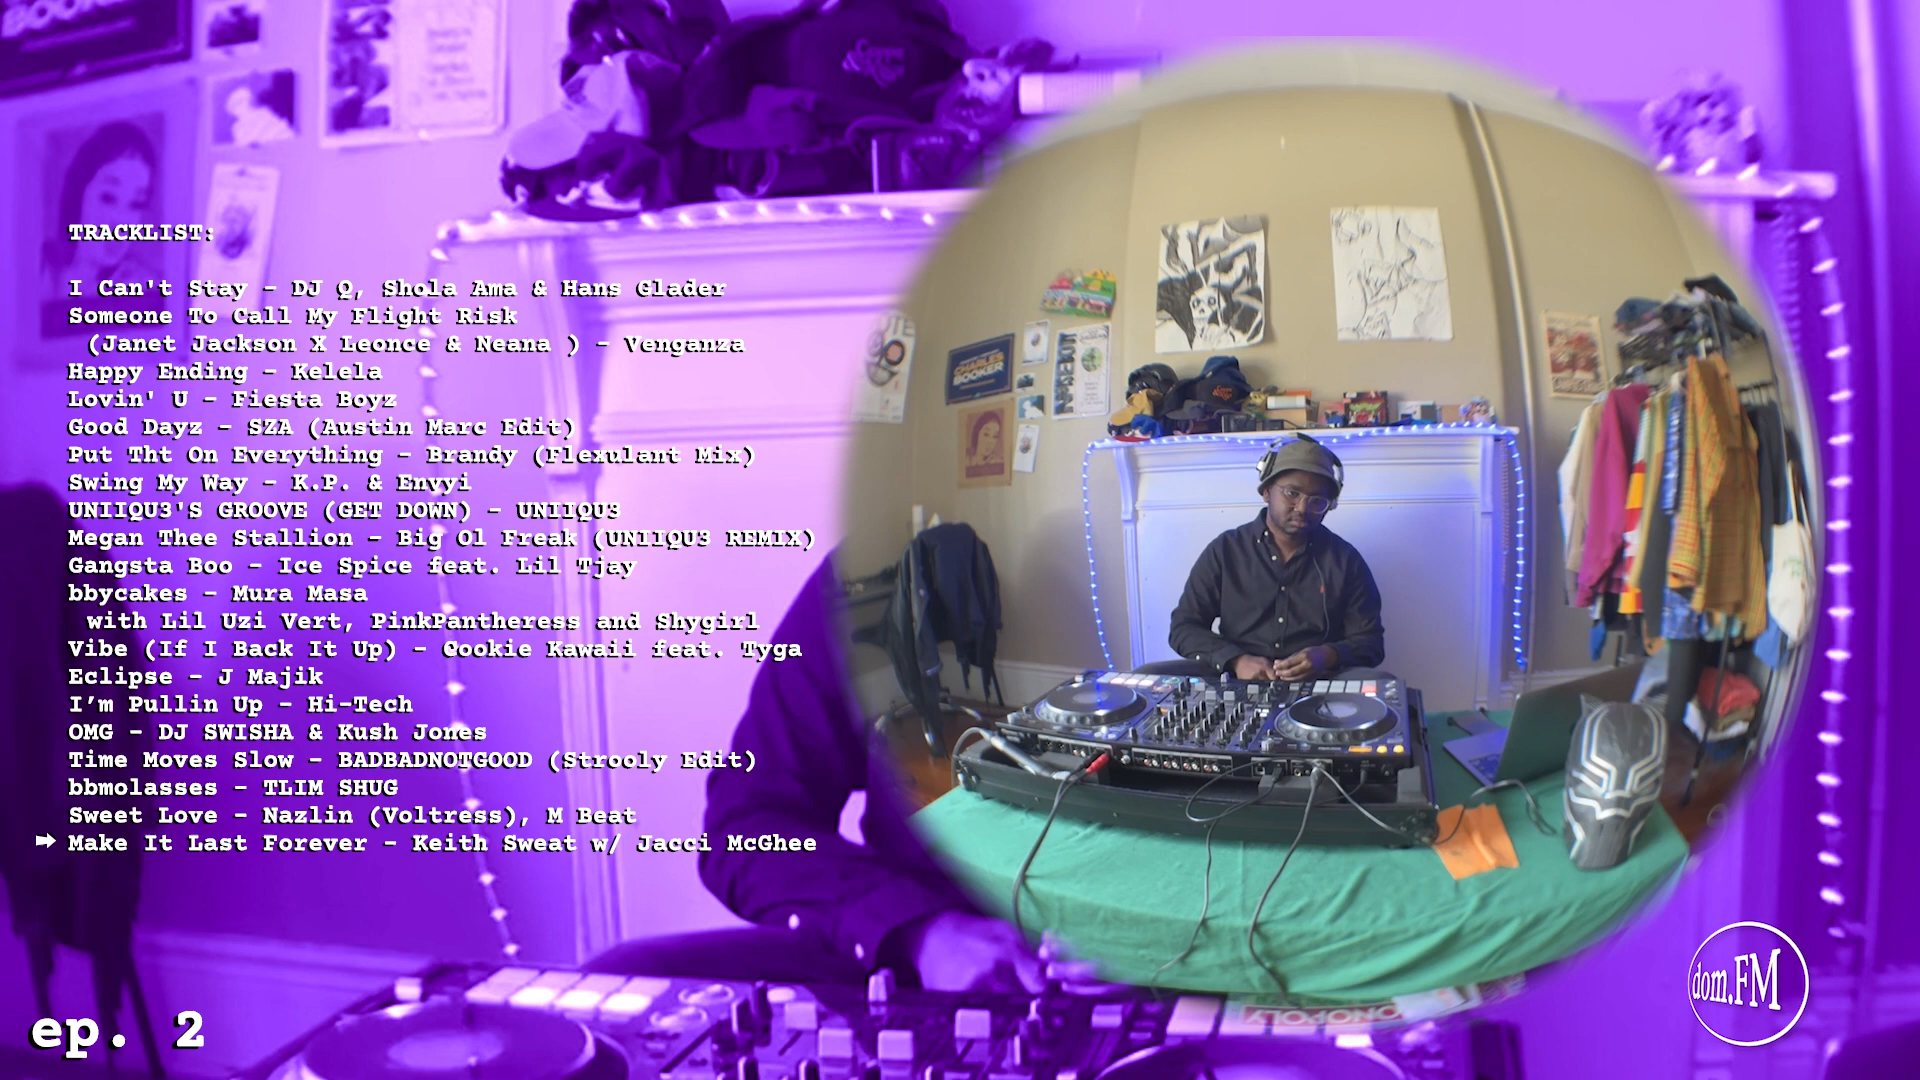 TRACKLIST:
I Can't Stay - DJ Q, Shola Ama & Hans Glader
Someone To Call My Flight Risk
(Janet Jackson X Leonce & Neana ) - Venganza
Happy Ending - Kelela
Lovin' U - Fiesta Boyz
Good Dayz - SZA (Austin Marc Edit)
Put Tht On Everything - Brandy (Flexulant Mix)
Swing My Way - K.P. & Envyi
UNIIQU3'S GROOVE (GET DOWN) - UNIIQU3
Megan Thee Stallion - Big Ol Freak (UNIIQU3 REMIX)
Gangsta Boo - Ice Spice feat. Lil Tjay
bbycakes - Mura Masa
with Lil Uzi Vert, PinkPantheress and Shygirl
Vibe (If I Back It Up) - Cookie Kawaii feat. Tyga
Eclipse - J Majik
I’m Pullin Up - Hi-Tech
OMG - DJ SWISHA & Kush Jones
Time Moves Slow - BADBADNOTGOOD (Strooly Edit)
bbmolasses - TLIM SHUG
Sweet Love - Nazlin (Voltress), M Beat
➡ Make It Last Forever - Keith Sweat w/ Jacci McGhee
ep. 2
CHARLES
BOOKER
dom.FM